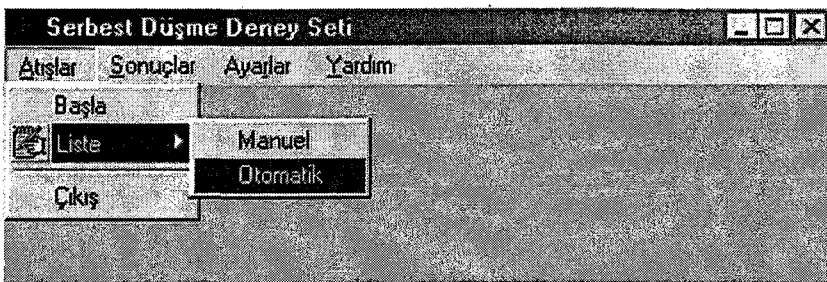 Serbest Düşme Deney Seti
Atışlar Sonuçlar Ayarlar Yardım
Başla
Liste
Manuel
Otomatik
Çıkış